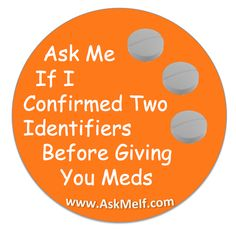 Ask Me
If I
Confirmed Two
Identifiers
Before Giving
You Meds
www.AskMeIf.com